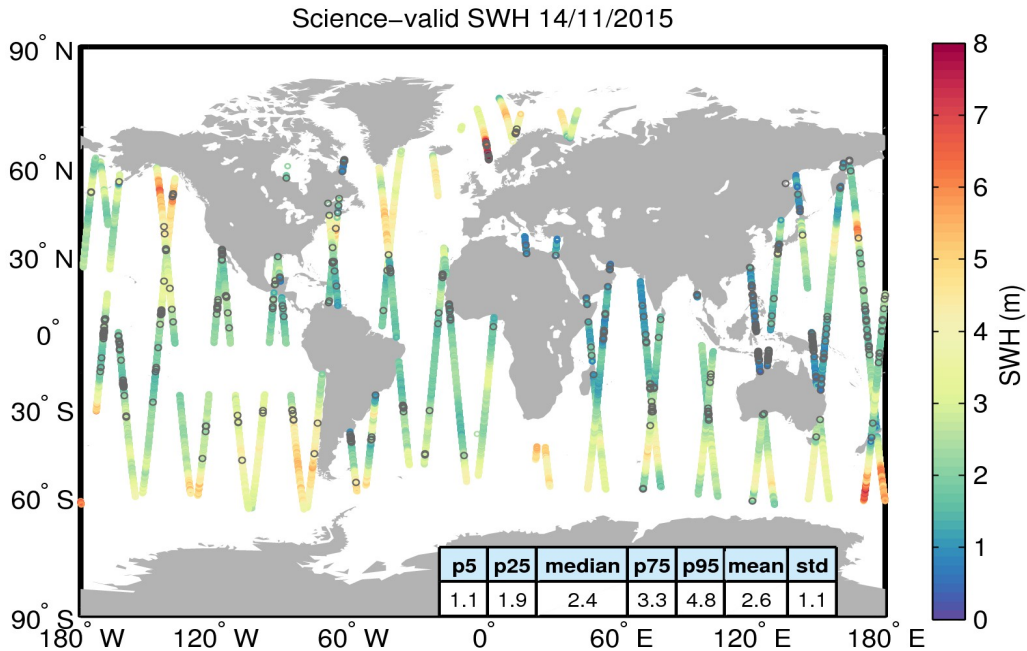 Science−valid SWH 14/11/2015
90° N
60° N
30° N
0°
30° S
60° S
90° S
180° W
120° W
60° W
0°
60° E
120° E
180° E
p5 p25 median p75 p95 mean std
1.1 1.9 2.4 3.3 4.8 2.6 1.1
8
7
6
5
4
3
2
1
0
SWH (m)